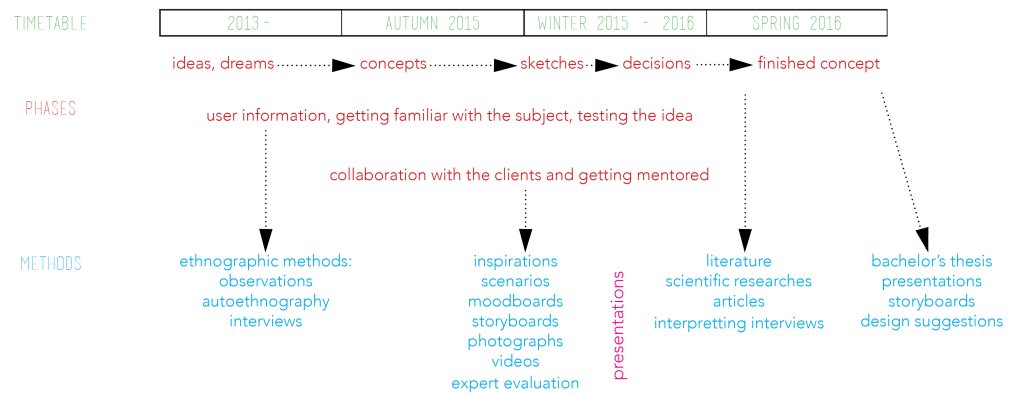 TIMETABLE 2013- AUTUMN 2015 WINTER 2015 - 2016 SPRING 2016
ideas, dreams concepts sketches decisions finished concept
PHASES
user information, getting familiar with the subject, testing the idea
collaboration with the clients and getting mentored
METHODS
ethnographic methods:
observations
autoethnography
interviews
inspirations
scenarios
moodboards
storyboards
photographs
videos
expert evaluation
presentations
literature
scientific researches
articles
interpretting interviews
bachelor's thesis
presentations
storyboards
design suggestions